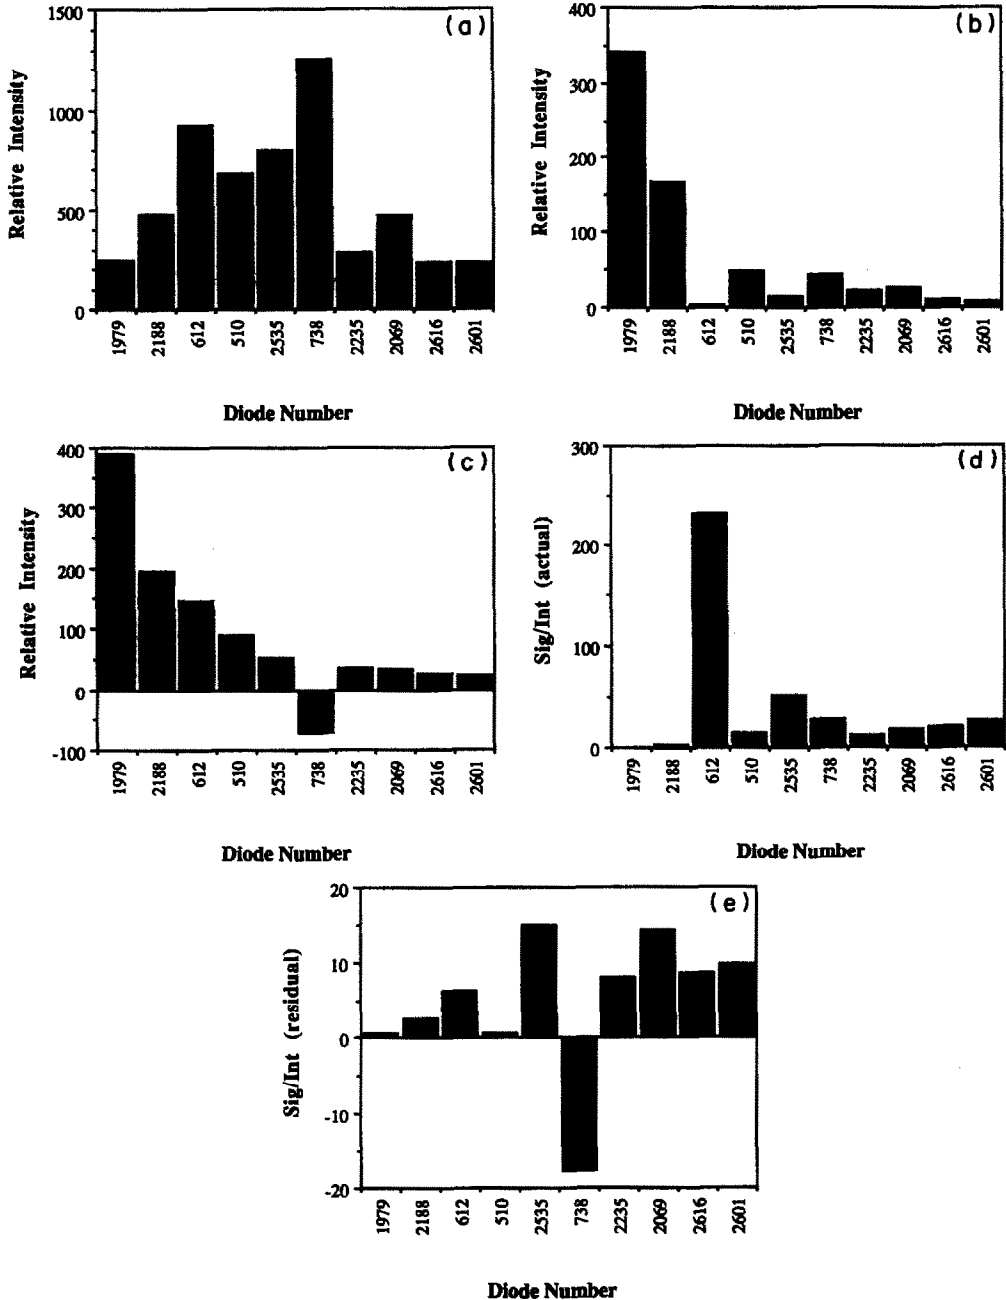 (a)
Relative Intensity
1500
1000
500
0
1979 2188 612 510 2535 738 2235 2069 2616 2601
Diode Number
(b)
Relative Intensity
400
300
200
100
0
1979 2188 612 510 2535 738 2235 2069 2616 2601
Diode Number
(c)
Relative Intensity
400
300
200
100
0
-100
1979 2188 612 510 2535 738 2235 2069 2616 2601
Diode Number
(d)
Sig/Int (actual)
300
200
100
0
1979 2188 612 510 2535 738 2235 2069 2616 2601
Diode Number
(e)
Sig/Int (residual)
20
10
0
-10
-20
1979 2188 612 510 2535 738 2235 2069 2616 2601
Diode Number